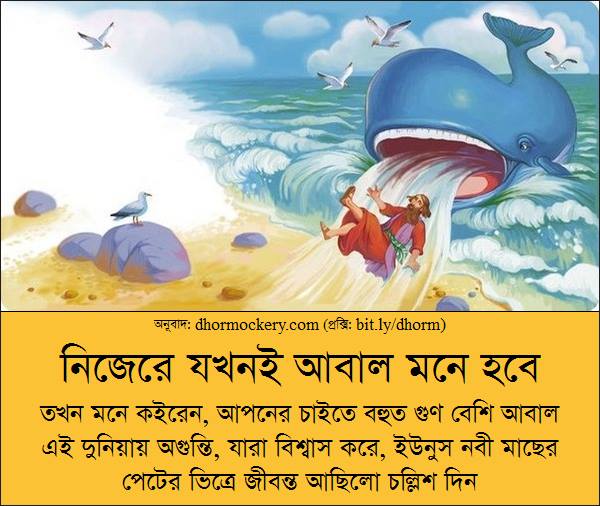 অনুবাদ: dhormockery.com (প্রক্সি: bit.ly/dhorm)
নিজেরে যখনই আবাল মনে হবে
তখন মনে কইরেন, আপনের চাইতে বহুত গুণ বেশি আবাল
এই দুনিয়ায় অগুন্তি, যারা বিশ্বাস করে, ইউনুস নবী মাছের
পেটের ভিত্রে জীবন্ত আছিলো চল্লিশ দিন